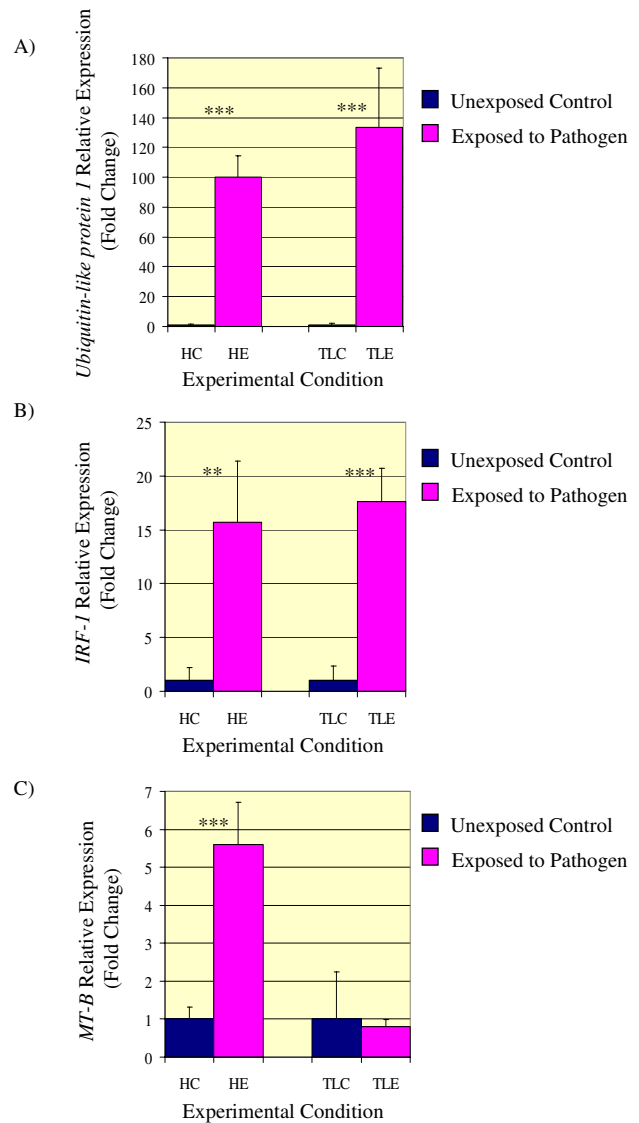 A)
Ubiquitin-like protein 1 Relative Expression
(Fold Change)
180
160
140
120
100
80
60
40
20
0
***
***
HC HE TLC TLE
Experimental Condition
Unexposed Control
Exposed to Pathogen
B)
IRF-1 Relative Expression
(Fold Change)
25
20
15
10
5
0
**
***
HC HE TLC TLE
Experimental Condition
Unexposed Control
Exposed to Pathogen
C)
MT-B Relative Expression
(Fold Change)
7
6
5
4
3
2
1
0
***
HC HE TLC TLE
Experimental Condition
Unexposed Control
Exposed to Pathogen